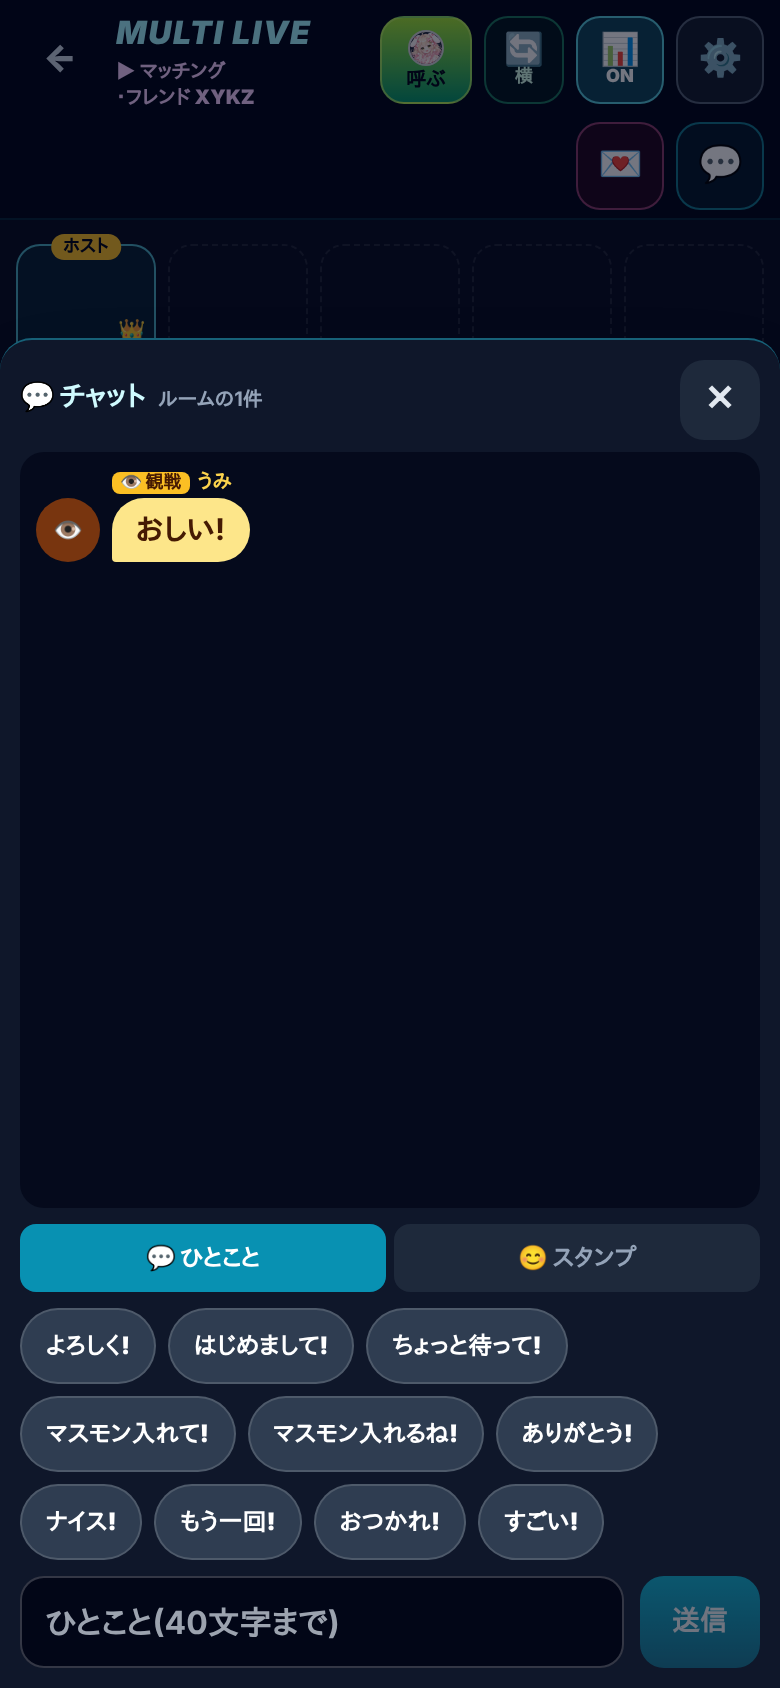 MULTI LIVE
▶ マッチング
・フレンド XYKZ
呼ぶ
横
ON
ホスト
チャット ルームの1件
観戦 うみ
おしい!
ひとこと
スタンプ
よろしく! はじめまして! ちょっと待って!
マスモン入れて! マスモン入れるね! ありがとう!
ナイス! もう一回! おつかれ! すごい!
ひとこと(40文字まで) 送信